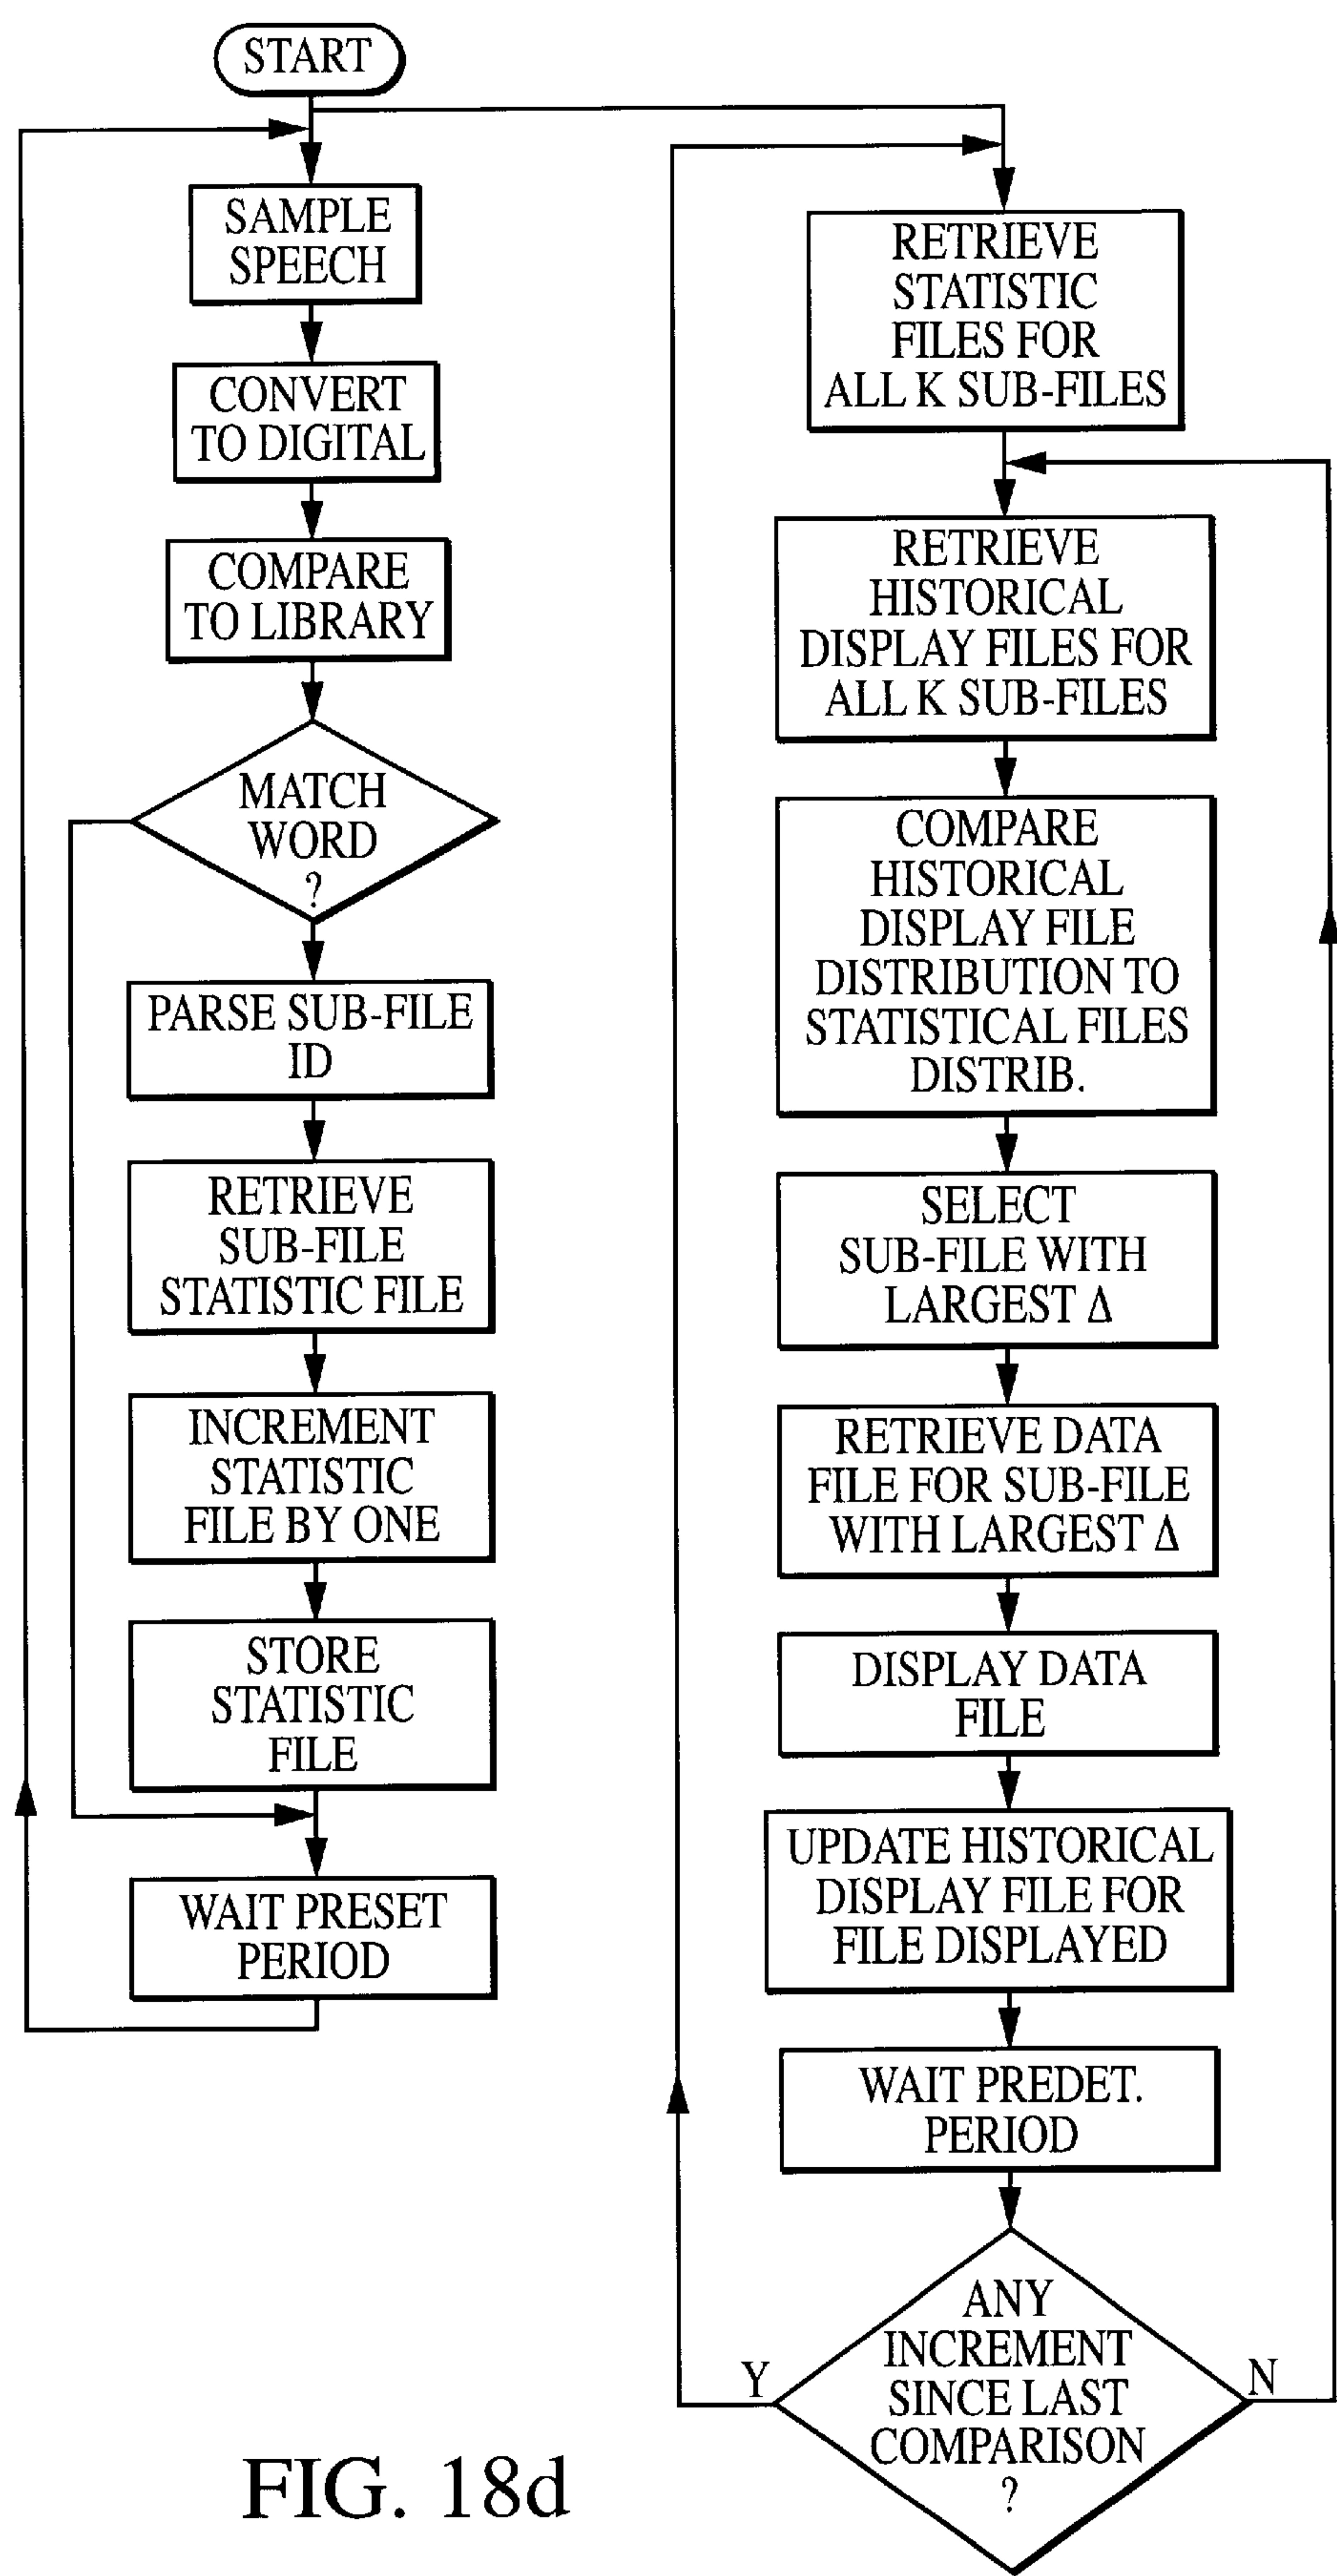 START
SAMPLE
SPEECH
CONVERT
TO DIGITAL
COMPARE
TO LIBRARY
MATCH
WORD
?
PARSE SUB-FILE
ID
RETRIEVE
SUB-FILE
STATISTIC FILE
INCREMENT
STATISTIC
FILE BY ONE
STORE
STATISTIC
FILE
WAIT PRESET
PERIOD
RETRIEVE
STATISTIC
FILES FOR
ALL K SUB-FILES
RETRIEVE
HISTORICAL
DISPLAY FILES FOR
ALL K SUB-FILES
COMPARE
HISTORICAL
DISPLAY FILE
DISTRIBUTION TO
STATISTICAL FILES
DISTRIB.
SELECT
SUB-FILE WITH
LARGEST Δ
RETRIEVE DATA
FILE FOR SUB-FILE
WITH LARGEST Δ
DISPLAY DATA
FILE
UPDATE HISTORICAL
DISPLAY FILE FOR
FILE DISPLAYED
WAIT PREDET.
PERIOD
ANY
INCREMENT
SINCE LAST
COMPARISON
?
Y
N
FIG. 18d